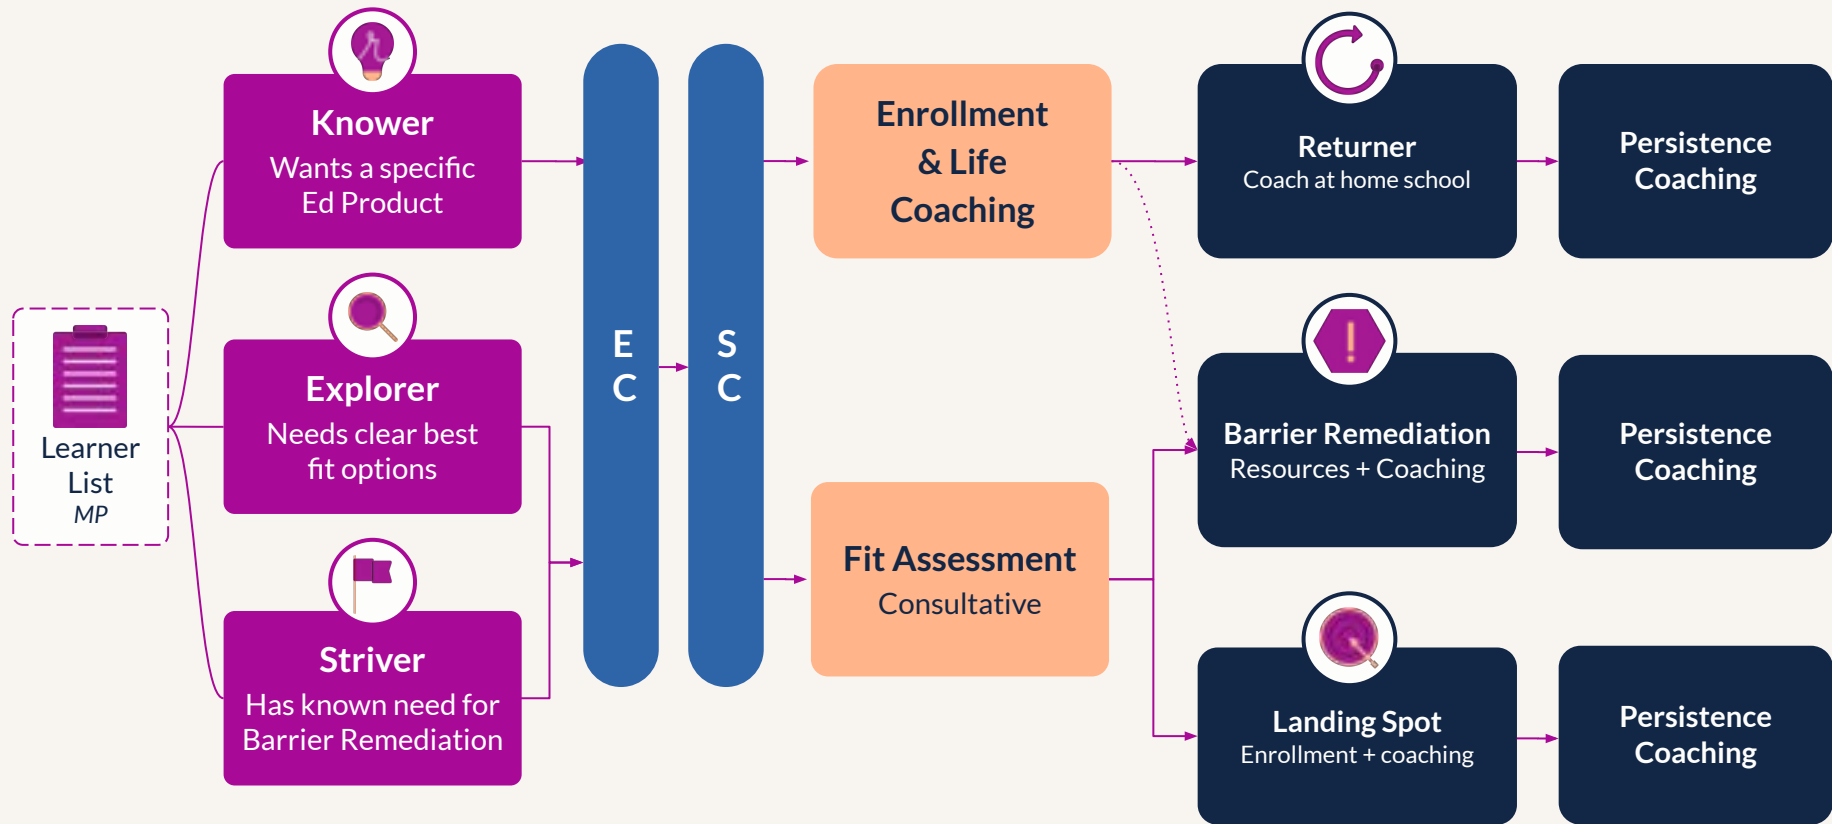 Learner
List
MP
Knower
Wants a specific
Ed Product
Explorer
Needs clear best
fit options
Striver
Has known need for
Barrier Remediation
E
C
S
C
Enrollment
& Life
Coaching
Fit Assessment
Consultative
Returner
Coach at home school
Persistence
Coaching
!
Barrier Remediation
Resources + Coaching
Persistence
Coaching
Landing Spot
Enrollment + coaching
Persistence
Coaching